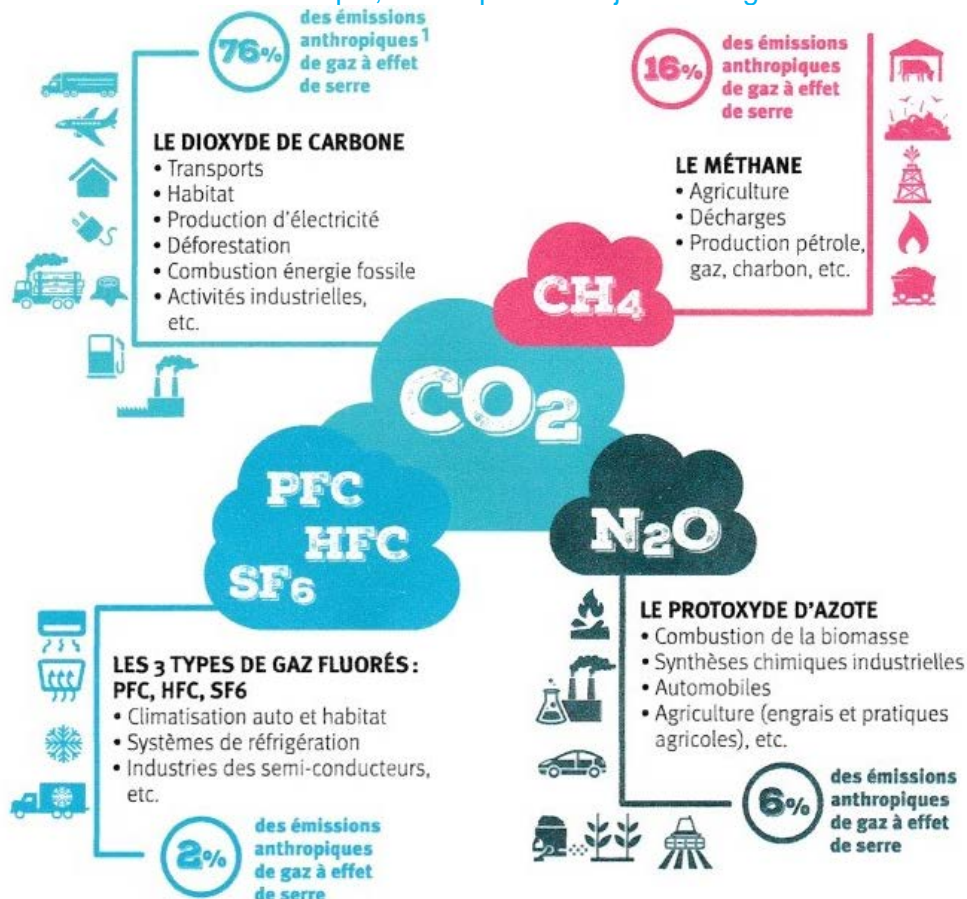 76%
des émissions
anthropiques 1
de gaz à effet
de serre
LE DIOXYDE DE CARBONE
• Transports
• Habitat
• Production d'électricité
• Déforestation
• Combustion énergie fossile
• Activités industrielles,
etc.
16%
des émissions
anthropiques
de gaz à effet
de serre
LE MÉTHANE
• Agriculture
• Décharges
• Production pétrole,
gaz, charbon, etc.
CH4
CO2
PFC
HFC
SF6
N2O
LES 3 TYPES DE GAZ FLUORÉS :
PFC, HFC, SF6
• Climatisation auto et habitat
• Systèmes de réfrigération
• Industries des semi-conducteurs,
etc.
2%
des émissions
anthropiques
de gaz à effet
de serre
LE PROTOXYDE D'AZOTE
• Combustion de la biomasse
• Synthèses chimiques industrielles
• Automobiles
• Agriculture (engrais et pratiques
agricoles), etc.
6%
des émissions
anthropiques
de gaz à effet
de serre